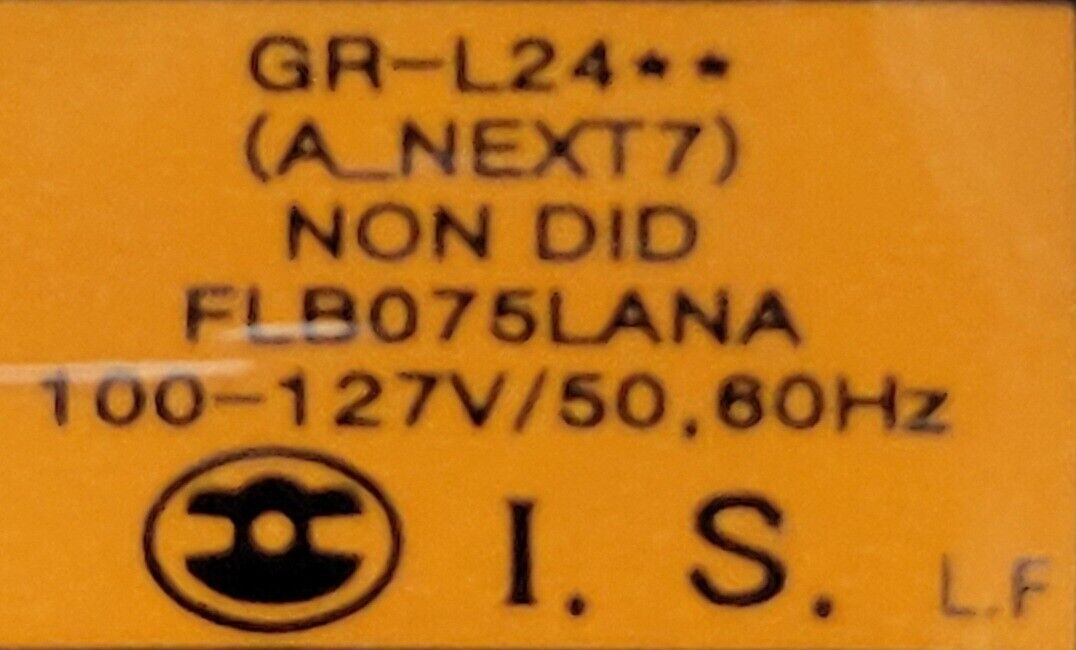 GR-L24**
(A_NEXT7)
NON DID
FLB075LANA
100-127V/50,60Hz
I. S.
L.F